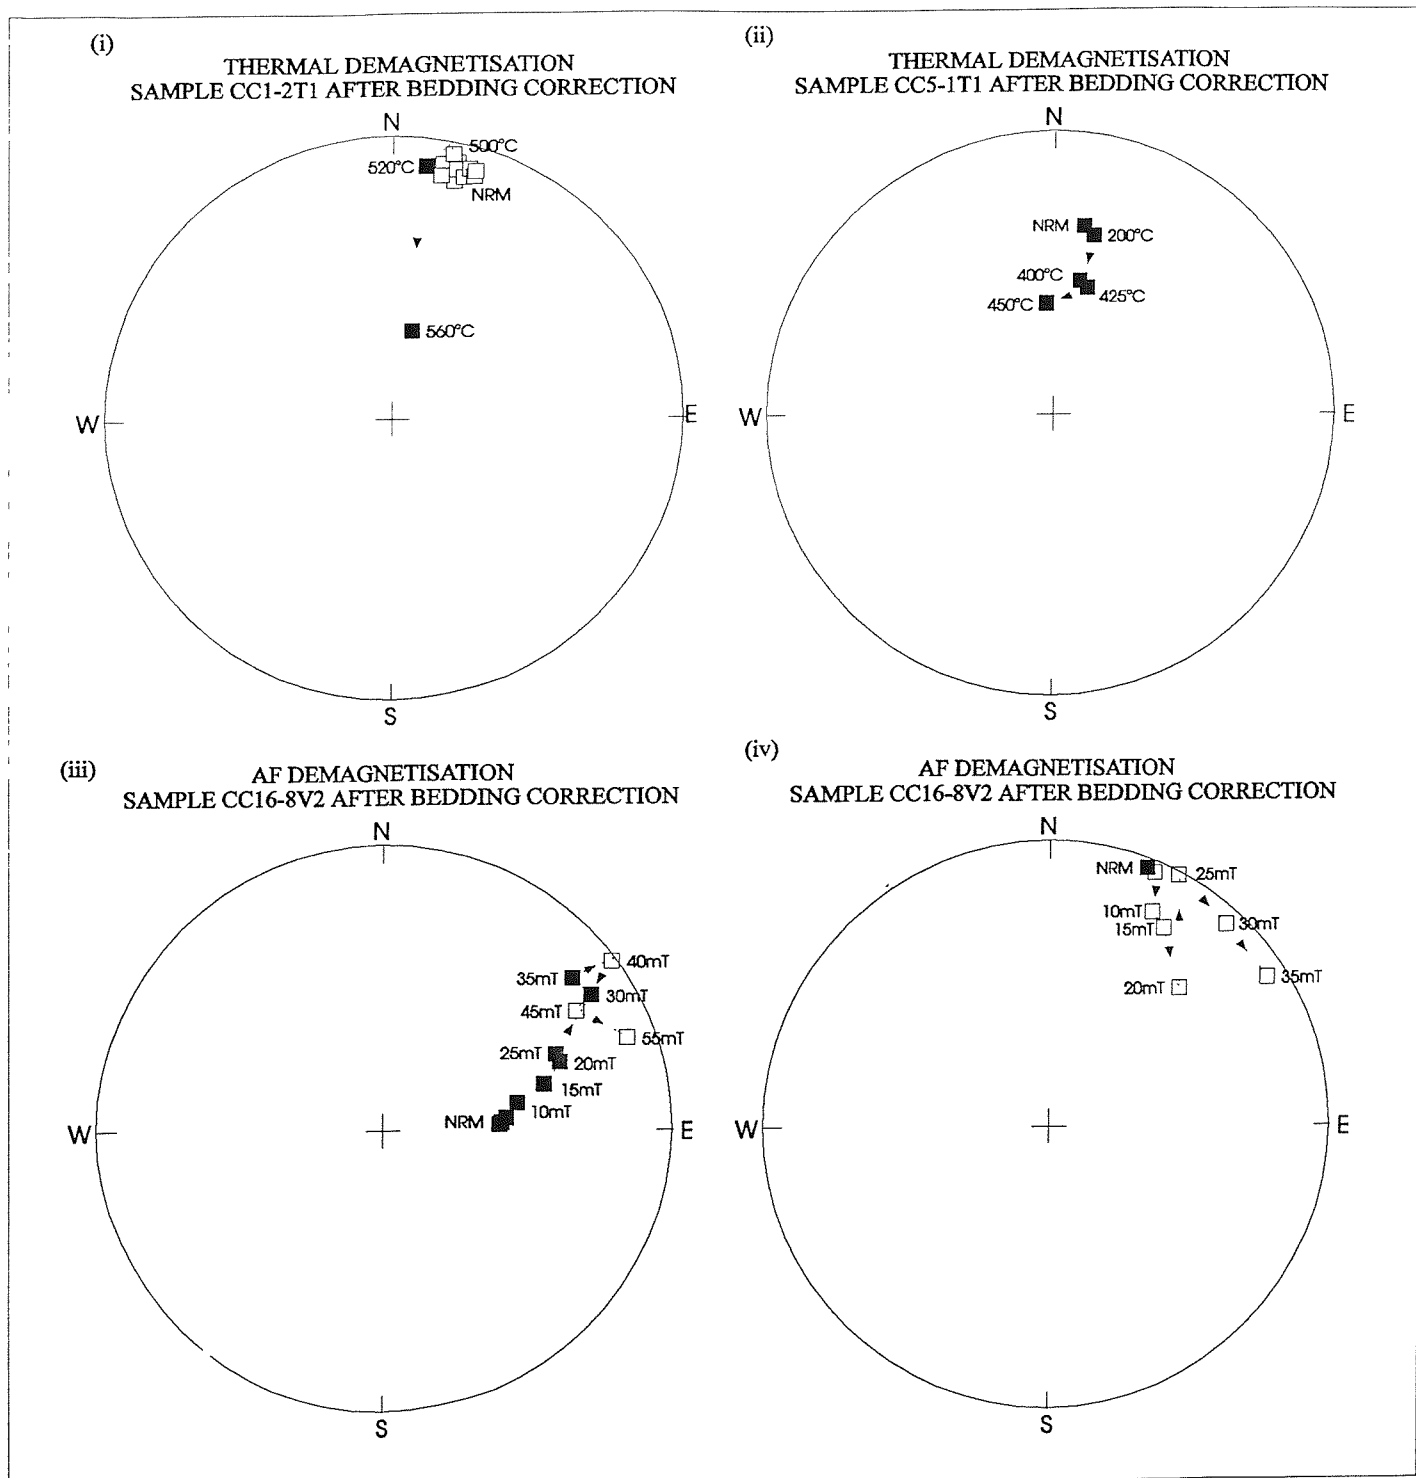 (i)
THERMAL DEMAGNETISATION
SAMPLE CC1-2T1 AFTER BEDDING CORRECTION
N
500°C
520°C
NRM
560°C
W
E
S
(ii)
THERMAL DEMAGNETISATION
SAMPLE CC5-1T1 AFTER BEDDING CORRECTION
N
NRM
200°C
400°C
425°C
450°C
W
E
S
(iii)
AF DEMAGNETISATION
SAMPLE CC16-8V2 AFTER BEDDING CORRECTION
N
40mT
35mT
30mT
45mT
55mT
25mT
20mT
15mT
10mT
NRM
W
E
S
(iv)
AF DEMAGNETISATION
SAMPLE CC16-8V2 AFTER BEDDING CORRECTION
N
NRM
25mT
10mT
15mT
30mT
35mT
20mT
W
E
S